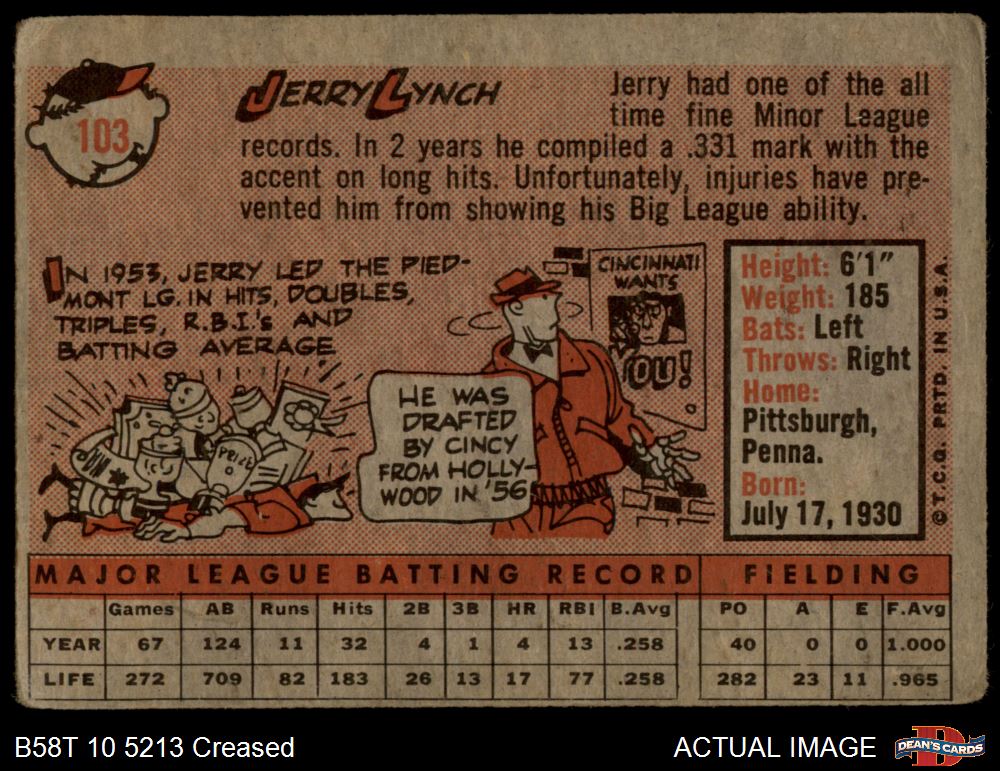 103
JERRY LYNCH
Jerry had one of the all
time fine Minor League
records. In 2 years he compiled a .331 mark with the
accent on long hits. Unfortunately, injuries have pre-
vented him from showing his Big League ability.
IN 1953, JERRY LED THE PIED-
MONT LG. IN HITS, DOUBLES,
TRIPLES, R.B.I.'s AND
BATTING AVERAGE
PRIZE
HE WAS
DRAFTED
BY CINCY
FROM HOLLY-
WOOD IN '56
CINCINNATI
WANTS
YOU!
Height: 6'1"
Weight: 185
Bats: Left
Throws: Right
Home:
Pittsburgh,
Penna.
Born:
July 17, 1930
© T.C.G. PRTD. IN U.S.A.
MAJOR LEAGUE BATTING RECORD FIELDING
Games AB Runs Hits 2B 3B HR RBI B.Avg PO A E F.Avg
YEAR 67 124 11 32 4 1 4 13 .258 40 0 0 1.000
LIFE 272 709 82 183 26 13 17 77 .258 282 23 11 .965
B58T 10 5213 Creased
ACTUAL IMAGE
DEAN'S CARDS